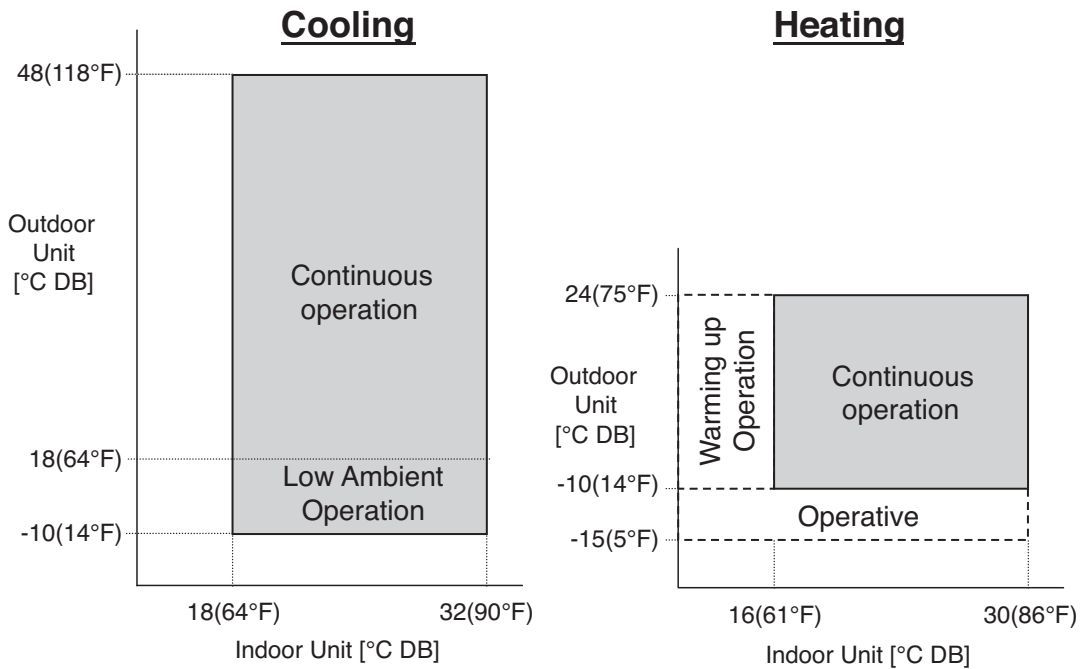 Cooling
48(118°F)
Outdoor
Unit
[°C DB]
Continuous
operation
18(64°F)
Low Ambient
Operation
-10(14°F)
18(64°F)
32(90°F)
Indoor Unit [°C DB]
Heating
24(75°F)
Outdoor
Unit
[°C DB]
Warming up
Operation
Continuous
operation
-10(14°F)
Operative
-15(5°F)
16(61°F)
30(86°F)
Indoor Unit [°C DB]